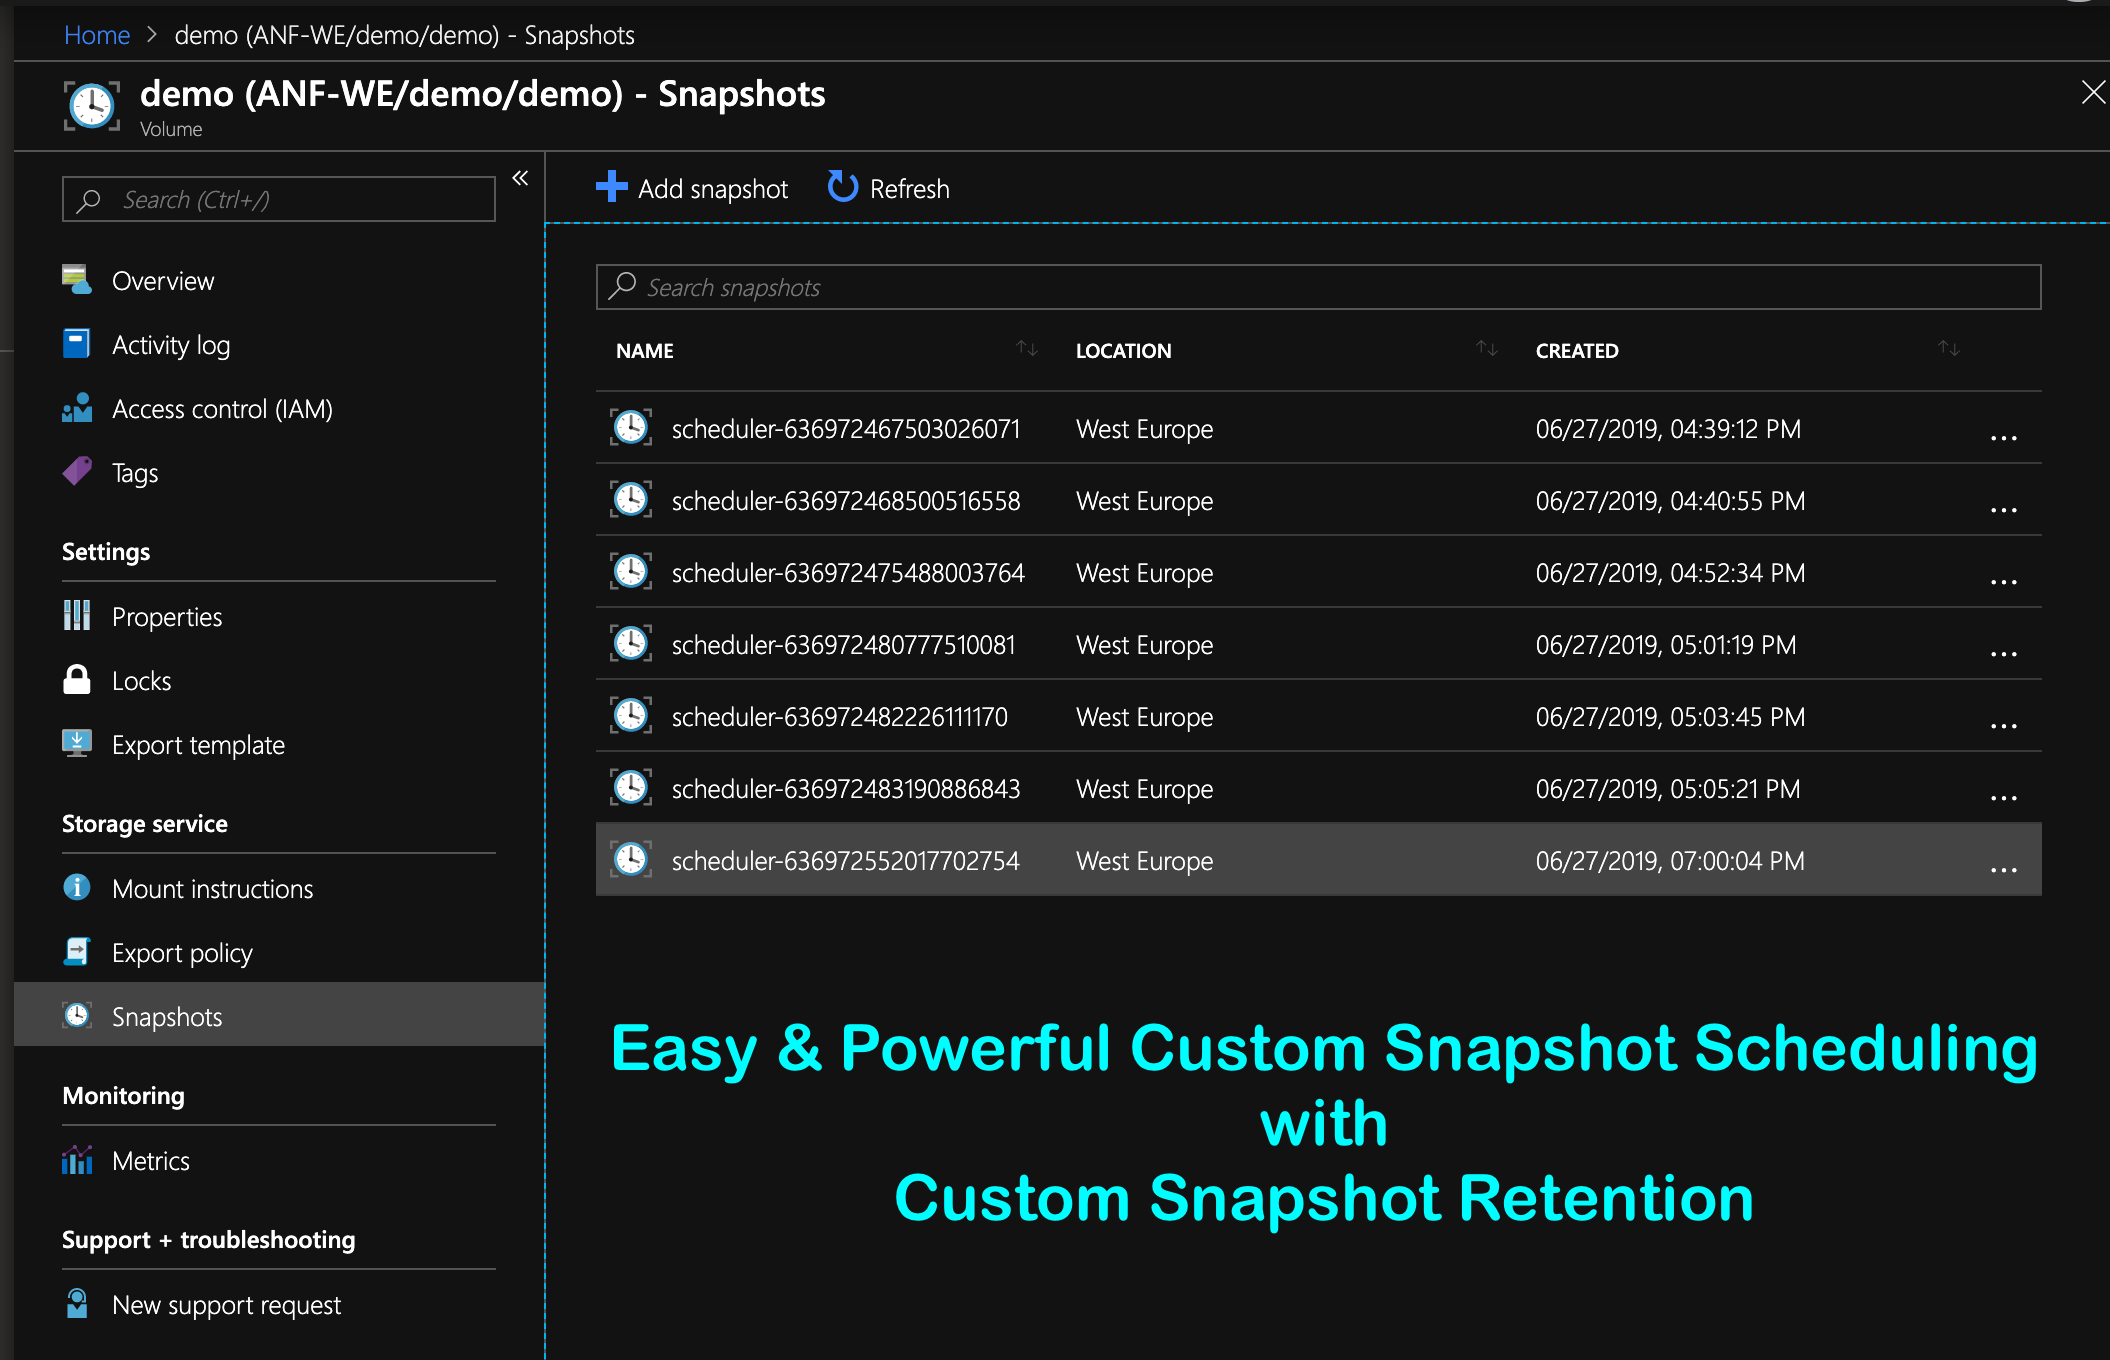 Home > demo (ANF-WE/demo/demo) - Snapshots
demo (ANF-WE/demo/demo) - Snapshots
Volume
Search (Ctrl+/)
«
Overview
Activity log
Access control (IAM)
Tags
Settings
Properties
Locks
Export template
Storage service
Mount instructions
Export policy
Snapshots
Monitoring
Metrics
Support + troubleshooting
New support request
Add snapshot Refresh
Search snapshots
NAME LOCATION CREATED
scheduler-636972467503026071 West Europe 06/27/2019, 04:39:12 PM ...
scheduler-636972468500516558 West Europe 06/27/2019, 04:40:55 PM ...
scheduler-636972475488003764 West Europe 06/27/2019, 04:52:34 PM ...
scheduler-636972480777510081 West Europe 06/27/2019, 05:01:19 PM ...
scheduler-636972482226111170 West Europe 06/27/2019, 05:03:45 PM ...
scheduler-636972483190886843 West Europe 06/27/2019, 05:05:21 PM ...
scheduler-636972552017702754 West Europe 06/27/2019, 07:00:04 PM ...
Easy & Powerful Custom Snapshot Scheduling
with
Custom Snapshot Retention